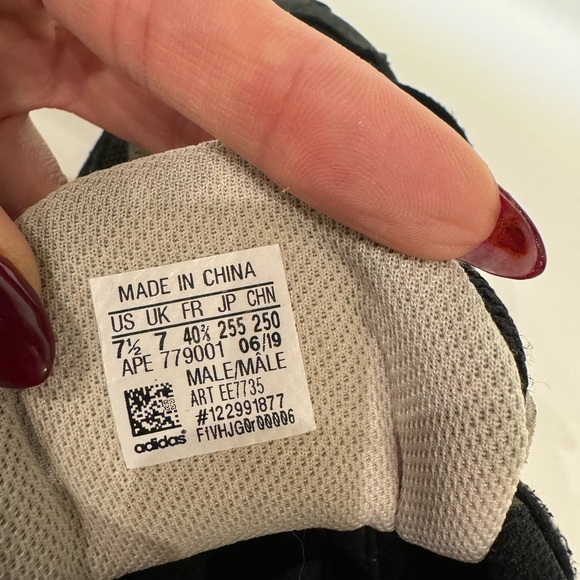 MADE IN CHINA
US UK FR JP CHN
7½ 7 40⅔ 255 250
APE 779001 06/19
MALE/MÂLE
ART EE7735
#122991877
F1VHJG0r00006
adidas